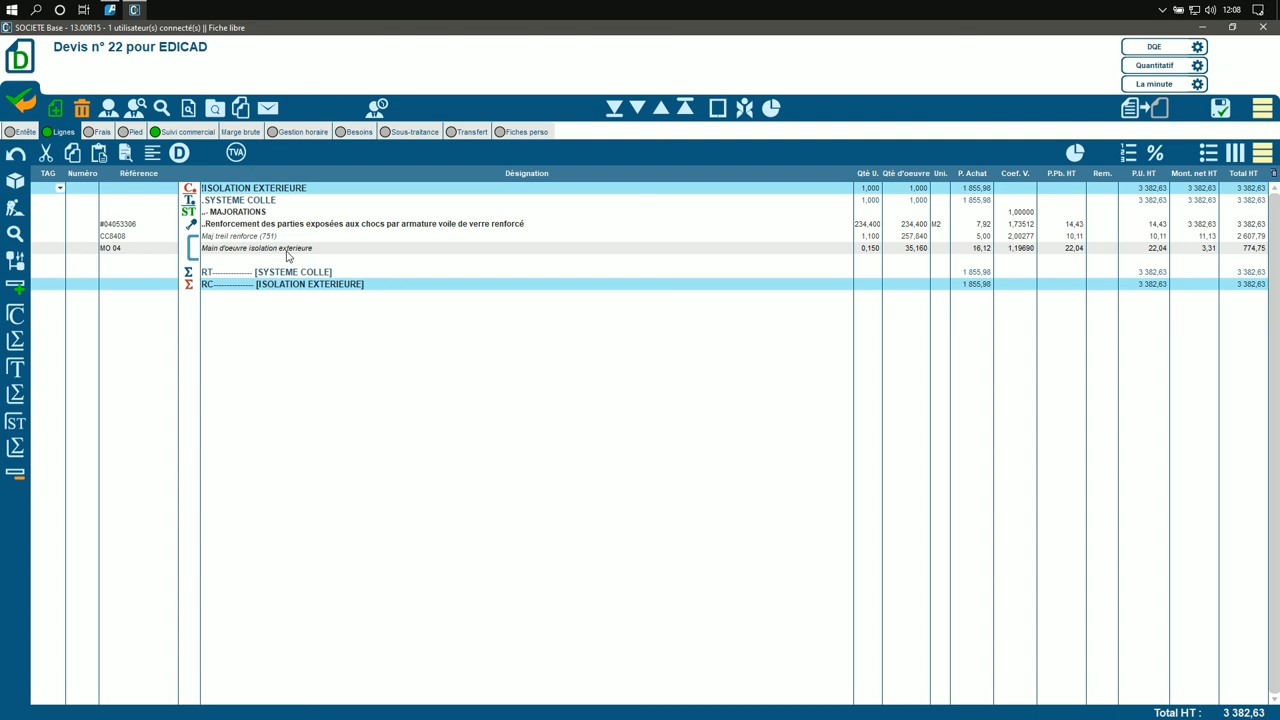 12:08
SOCIETE Base - 13.00R15 - 1 utilisateur(s) connecté(s) || Fiche libre
Devis n° 22 pour EDICAD
DQE
Quantitatif
La minute
Entête Lignes Frais Pied Suivi commercial Marge brute Gestion horaire Besoins Sous-traitance Transfert Fiches perso
TVA
TAG Numéro Référence Désignation Qté U. Qté d'oeuvre Uni. P. Achat Coef. V. P.Pb. HT Rem. P.U. HT Mont. net HT Total HT
C. !ISOLATION EXTERIEURE 1,000 1,000 1 855,98 3 382,63 3 382,63
T. .SYSTEME COLLE 1,000 1,000 1 855,98 3 382,63 3 382,63
ST ..- MAJORATIONS 1,00000
#04053306 ..Renforcement des parties exposées aux chocs par armature voile de verre renforcé 234,400 234,400 M2 7,92 1,73512 14,43 14,43 3 382,63 3 382,63
CC8408 Maj treil renforce (751) 1,100 257,840 5,00 2,00277 10,11 10,11 11,13 2 607,79
MO 04 Main d'oeuvre isolation exterieure 0,150 35,160 16,12 1,19690 22,04 22,04 3,31 774,75
Σ RT-------------- [SYSTEME COLLE] 1 855,98 3 382,63 3 382,63
Σ RC-------------- [ISOLATION EXTERIEURE] 1 855,98 3 382,63 3 382,63
C
Σ
T
Σ
ST
Σ
Total HT : 3 382,63